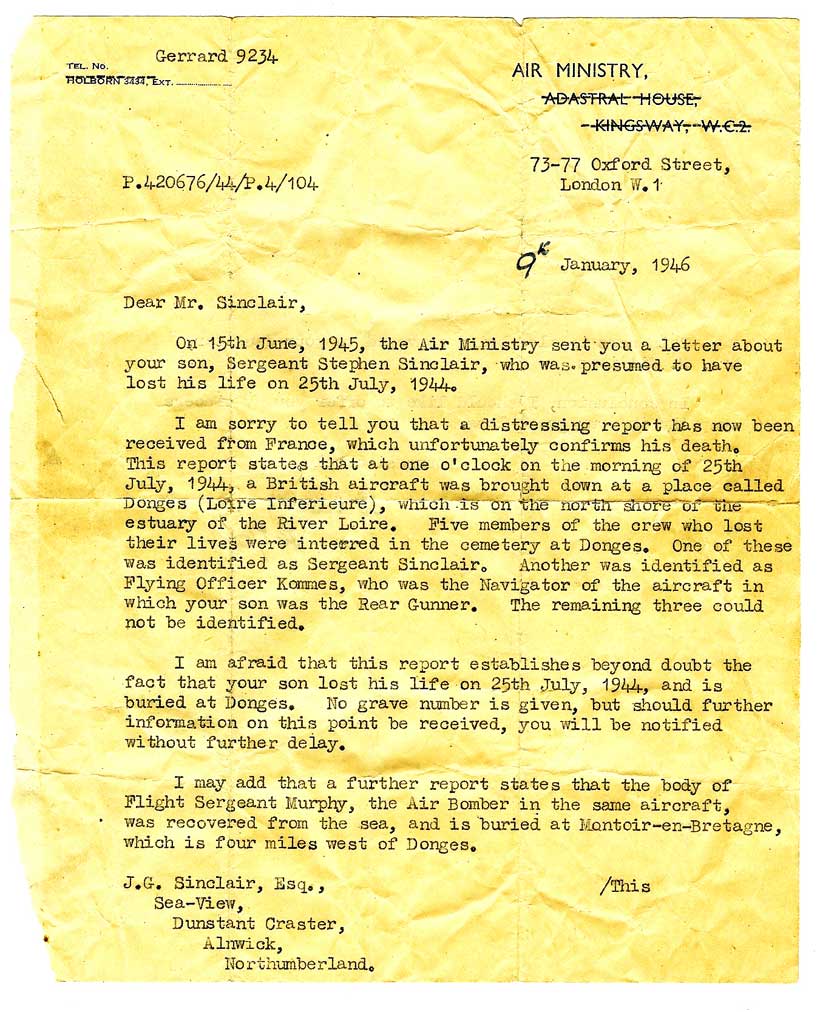 TEL. No. Gerrard 9234
HOLBORN 3434, EXT.
AIR MINISTRY,
ADASTRAL HOUSE,
KINGSWAY, W.C.2.
73-77 Oxford Street,
London W.1
P.420676/44/P.4/104
9th January, 1946
Dear Mr. Sinclair,
On 15th June, 1945, the Air Ministry sent you a letter about
your son, Sergeant Stephen Sinclair, who was presumed to have
lost his life on 25th July, 1944.
I am sorry to tell you that a distressing report has now been
received from France, which unfortunately confirms his death.
This report states that at one o'clock on the morning of 25th
July, 1944, a British aircraft was brought down at a place called
Donges (Loire Inferieure), which is on the north shore of the
estuary of the River Loire. Five members of the crew who lost
their lives were interred in the cemetery at Donges. One of these
was identified as Sergeant Sinclair. Another was identified as
Flying Officer Kommes, who was the Navigator of the aircraft in
which your son was the Rear Gunner. The remaining three could
not be identified.
I am afraid that this report establishes beyond doubt the
fact that your son lost his life on 25th July, 1944, and is
buried at Donges. No grave number is given, but should further
information on this point be received, you will be notified
without further delay.
I may add that a further report states that the body of
Flight Sergeant Murphy, the Air Bomber in the same aircraft,
was recovered from the sea, and is buried at Montoir-en-Bretagne,
which is four miles west of Donges.
J.G. Sinclair, Esq., /This
Sea-View,
Dunstant Craster,
Alnwick,
Northumberland.